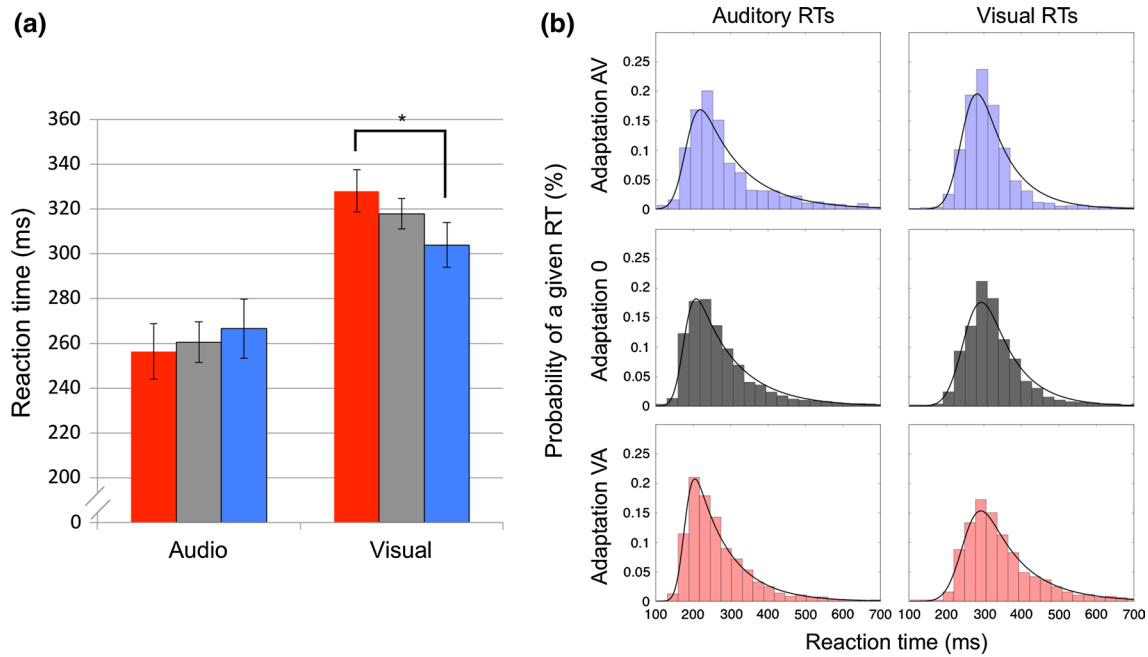 (a)
360
340
320
300
280
260
240
220
200
0
Reaction time (ms)
*
Audio
Visual
(b)
Auditory RTs
Visual RTs
Probability of a given RT (%)
Adaptation AV
0.25
0.2
0.15
0.1
0.05
0
Adaptation 0
0.25
0.2
0.15
0.1
0.05
0
Adaptation VA
0.25
0.2
0.15
0.1
0.05
0
100 200 300 400 500 600 700
100 200 300 400 500 600 700
Reaction time (ms)